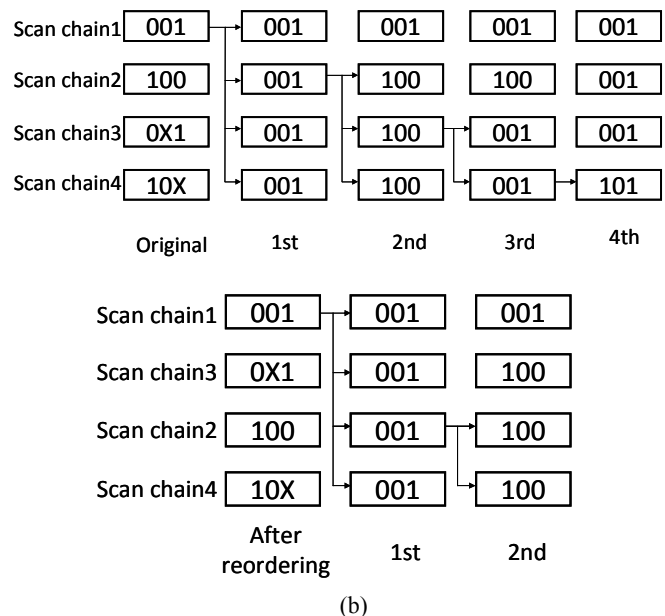 Scan chain1 001 001 001 001 001
Scan chain2 100 001 100 100 001
Scan chain3 0X1 001 100 001 001
Scan chain4 10X 001 100 001 101
Original 1st 2nd 3rd 4th
Scan chain1 001 001 001
Scan chain3 0X1 001 100
Scan chain2 100 001 100
Scan chain4 10X 001 100
After
reordering 1st 2nd
(b)